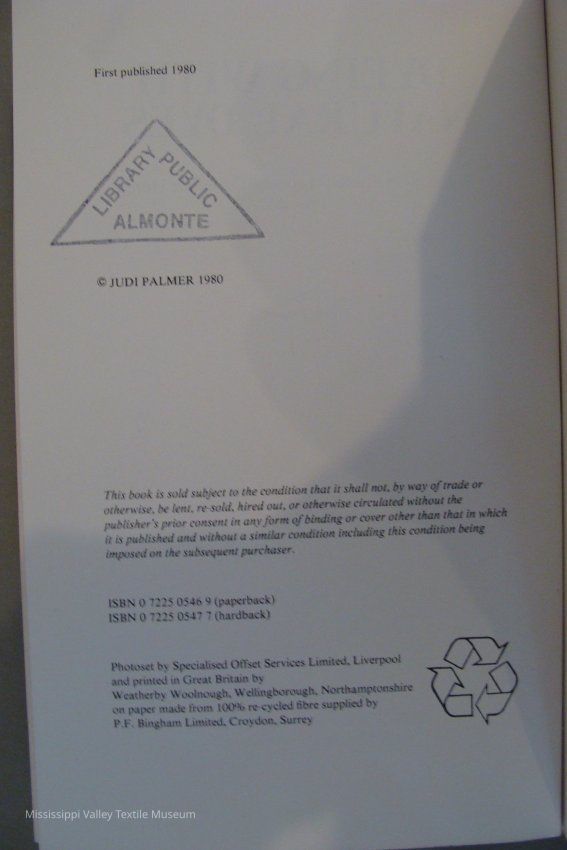 First published 1980
LIBRARY PUBLIC
ALMONTE
© JUDI PALMER 1980
This book is sold subject to the condition that it shall not, by way of trade or
otherwise, be lent, re-sold, hired out, or otherwise circulated without the
publisher's prior consent in any form of binding or cover other than that in which
it is published and without a similar condition including this condition being
imposed on the subsequent purchaser.
ISBN 0 7225 0546 9 (paperback)
ISBN 0 7225 0547 7 (hardback)
Photoset by Specialised Offset Services Limited, Liverpool
and printed in Great Britain by
Weatherby Woolnough, Wellingborough, Northamptonshire
on paper made from 100% re-cycled fibre supplied by
P.F. Bingham Limited, Croydon, Surrey
Mississippi Valley Textile Museum